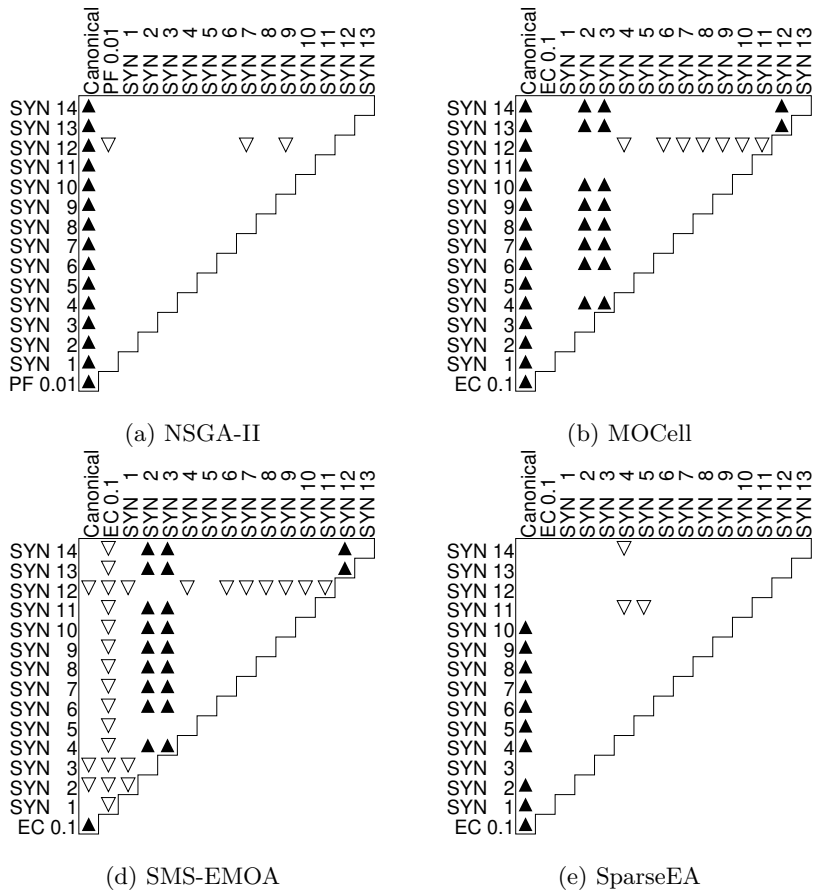 Canonical
PF 0.01
SYN 1
SYN 2
SYN 3
SYN 4
SYN 6
SYN 7
SYN 9
SYN 10
SYN 11
SYN 12
SYN 13
SYN 14
SYN 13
SYN 12
SYN 11
SYN 10
SYN 9
SYN 8
SYN 7
SYN 6
SYN 5
SYN 4
SYN 3
SYN 2
SYN 1
PF 0.01
(a) NSGA-II
Canonical
EC 0.1
SYN 1
SYN 2
SYN 3
SYN 4
SYN 6
SYN 7
SYN 8
SYN 9
SYN 10
SYN 11
SYN 12
SYN 13
SYN 14
SYN 13
SYN 12
SYN 11
SYN 10
SYN 9
SYN 8
SYN 7
SYN 6
SYN 5
SYN 4
SYN 3
SYN 2
SYN 1
EC 0.1
(b) MOCell
Canonical
EC 0.1
SYN 1
SYN 2
SYN 3
SYN 4
SYN 5
SYN 6
SYN 7
SYN 8
SYN 9
SYN 10
SYN 11
SYN 12
SYN 13
SYN 14
SYN 13
SYN 12
SYN 11
SYN 10
SYN 9
SYN 8
SYN 7
SYN 6
SYN 5
SYN 4
SYN 3
SYN 2
SYN 1
EC 0.1
(d) SMS-EMOA
Canonical
EC 0.1
SYN 1
SYN 2
SYN 3
SYN 4
SYN 5
SYN 6
SYN 7
SYN 8
SYN 9
SYN 10
SYN 11
SYN 12
SYN 13
SYN 14
SYN 13
SYN 12
SYN 11
SYN 10
SYN 9
SYN 8
SYN 7
SYN 6
SYN 5
SYN 4
SYN 3
SYN 2
SYN 1
EC 0.1
(e) SparseEA